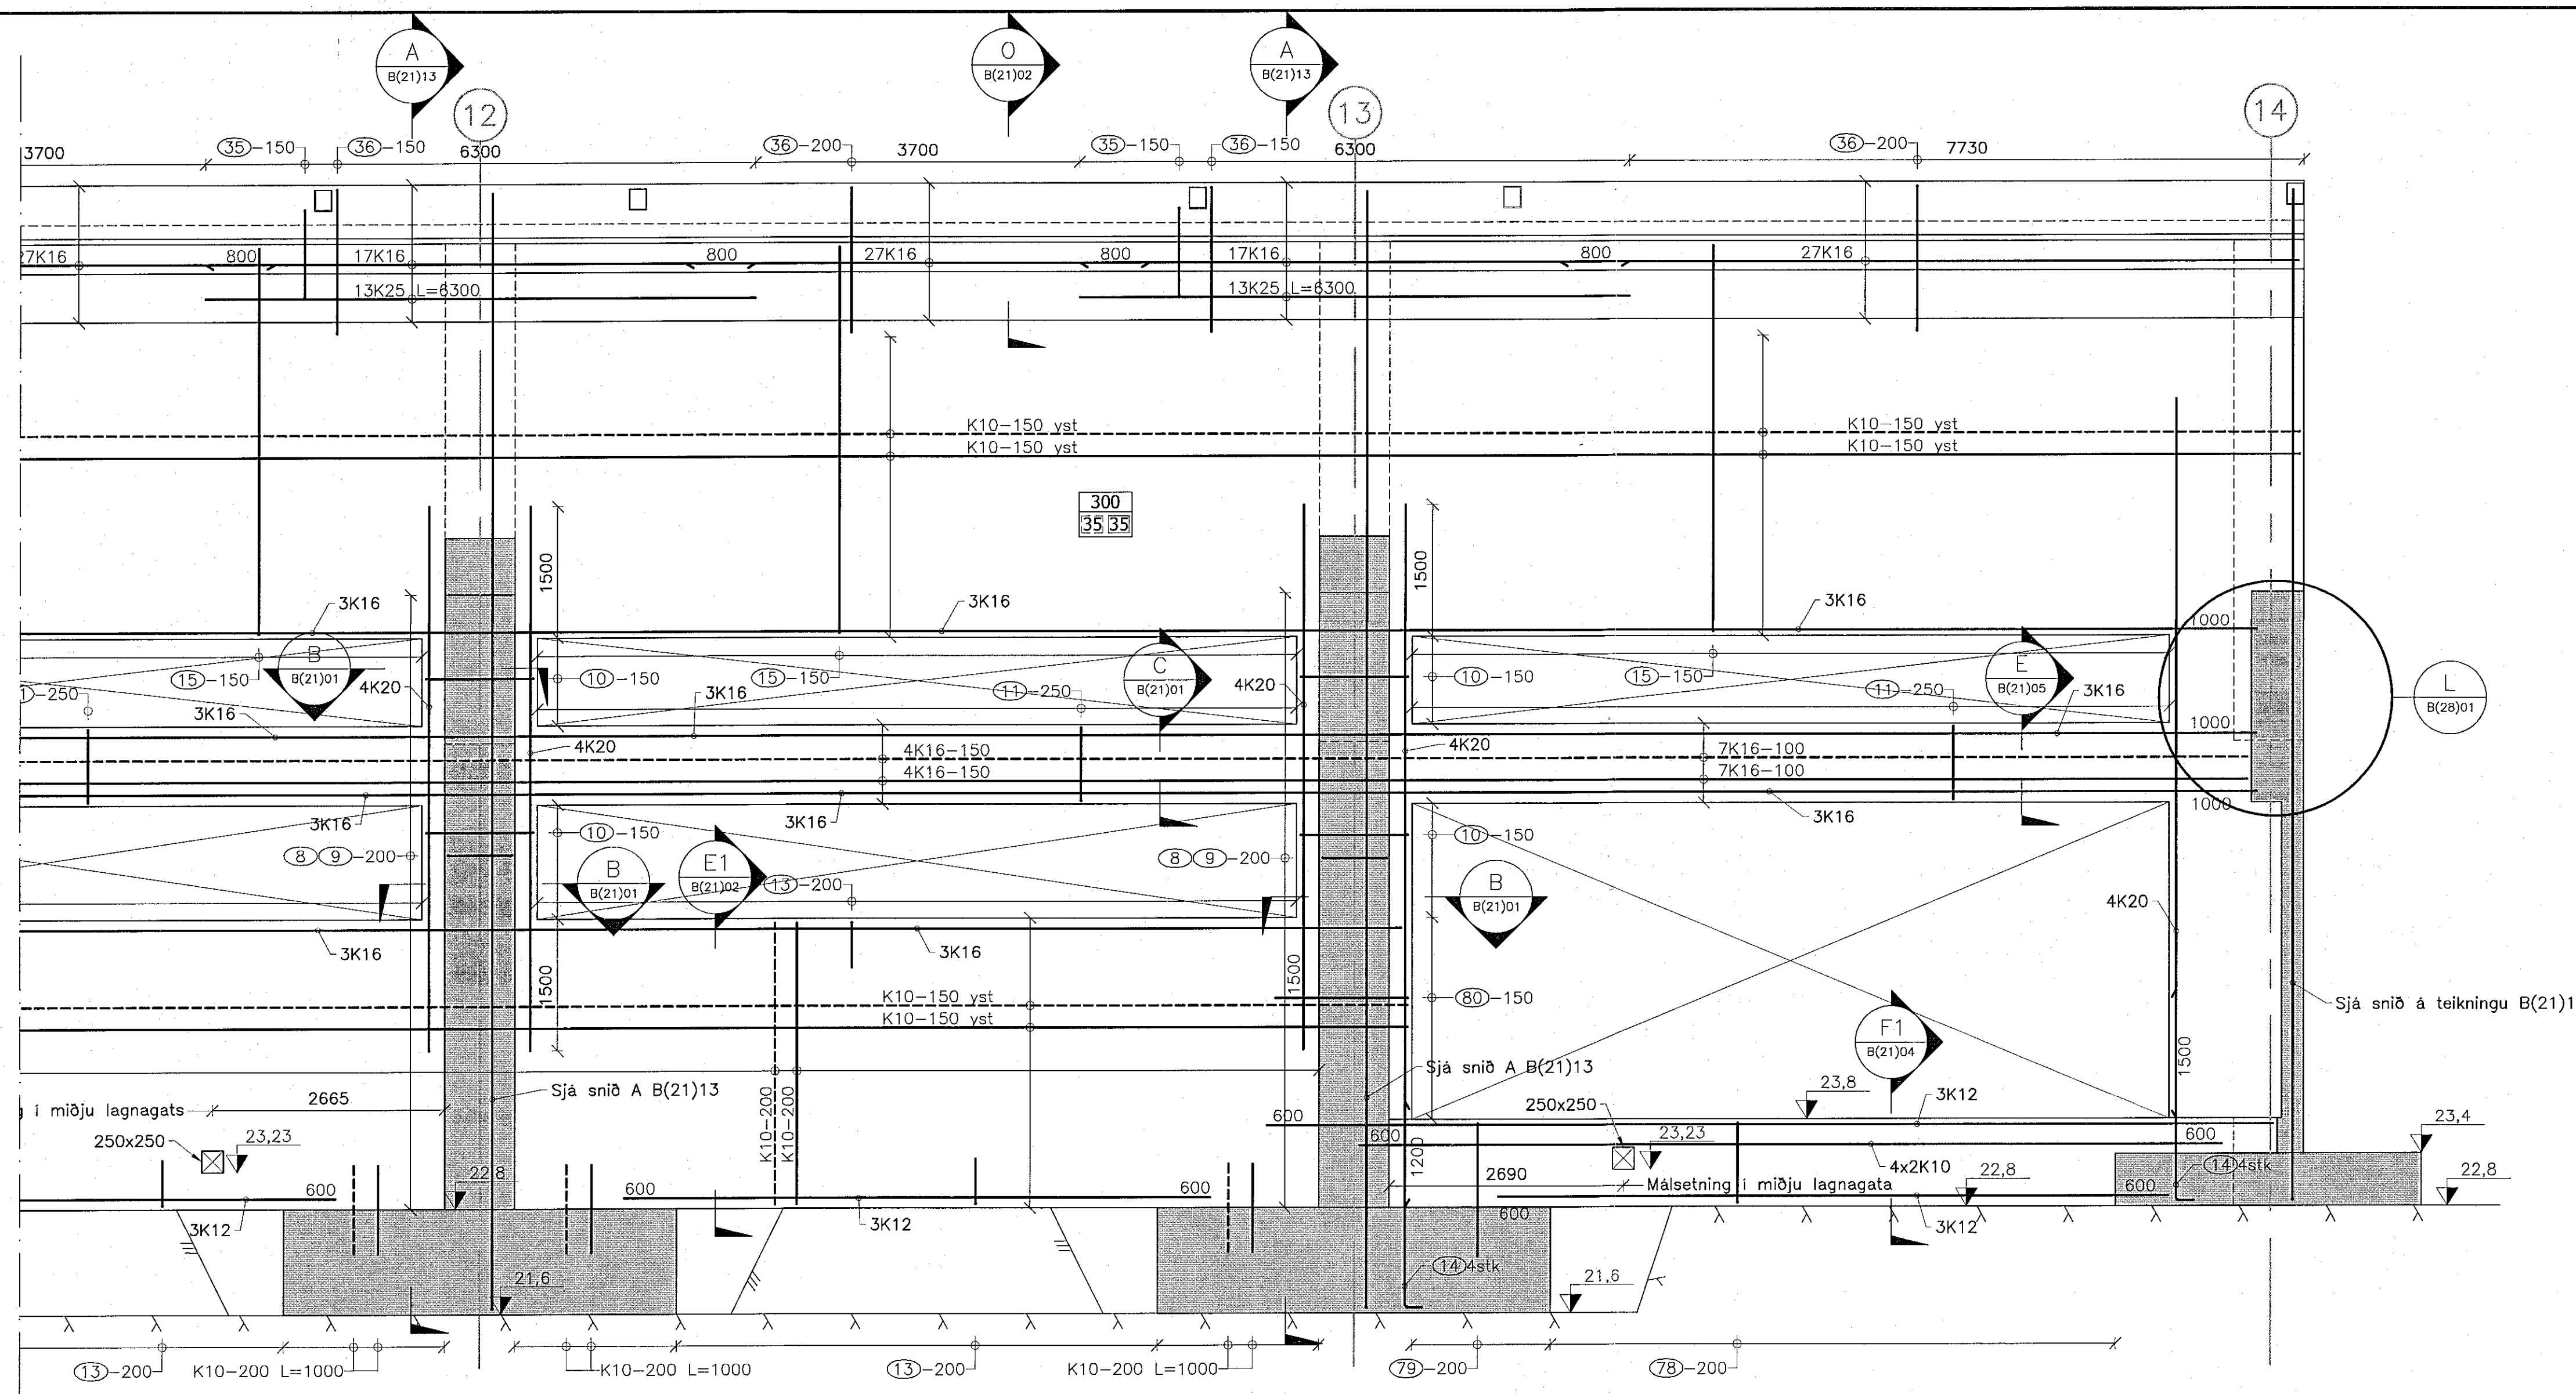 A
B(21)13
O
B(21)02
A
B(21)13
12
13
14
3700
35-150
36-150
6300
36-200
3700
35-150
36-150
6300
36-200
7730
27K16
800
17K16
800
27K16
800
17K16
800
27K16
13K25 L=6300
13K25 L=6300
K10-150 yst
K10-150 yst
K10-150 yst
K10-150 yst
300
35 35
1500
1500
3K16
3K16
3K16
1000
B
B(21)01
15-150
4K20
10-150
15-150
C
B(21)01
4K20
10-150
15-150
E
B(21)05
L
B(28)01
-250
3K16
3K16
11-250
11-250
3K16
1000
4K20
4K16-150
4K16-150
4K20
7K16-100
7K16-100
1000
3K16
3K16
3K16
10-150
10-150
8 9-200
B
B(21)01
E1
B(21)02
13-200
8 9-200
B
B(21)01
4K20
3K16
3K16
1500
1500
80-150
K10-150 yst
K10-150 yst
F1
B(21)04
Sjá snið á teikningu B(21)1
1500
Sjá snið A B(21)13
Sjá snið A B(21)13
í miðju lagnagats
2665
K10-200
K10-200
250x250
23,8
3K12
600
23,4
250x250
23,23
600
23,23
600
1200
4x2K10
22,8
600
22,8
14 4stk
22,8
600
600
600
2690
Málsetning í miðju lagnagata
600
600
3K12
3K12
3K12
21,6
14 4stk
21,6
13-200
K10-200 L=1000
K10-200 L=1000
13-200
K10-200 L=1000
79-200
78-200